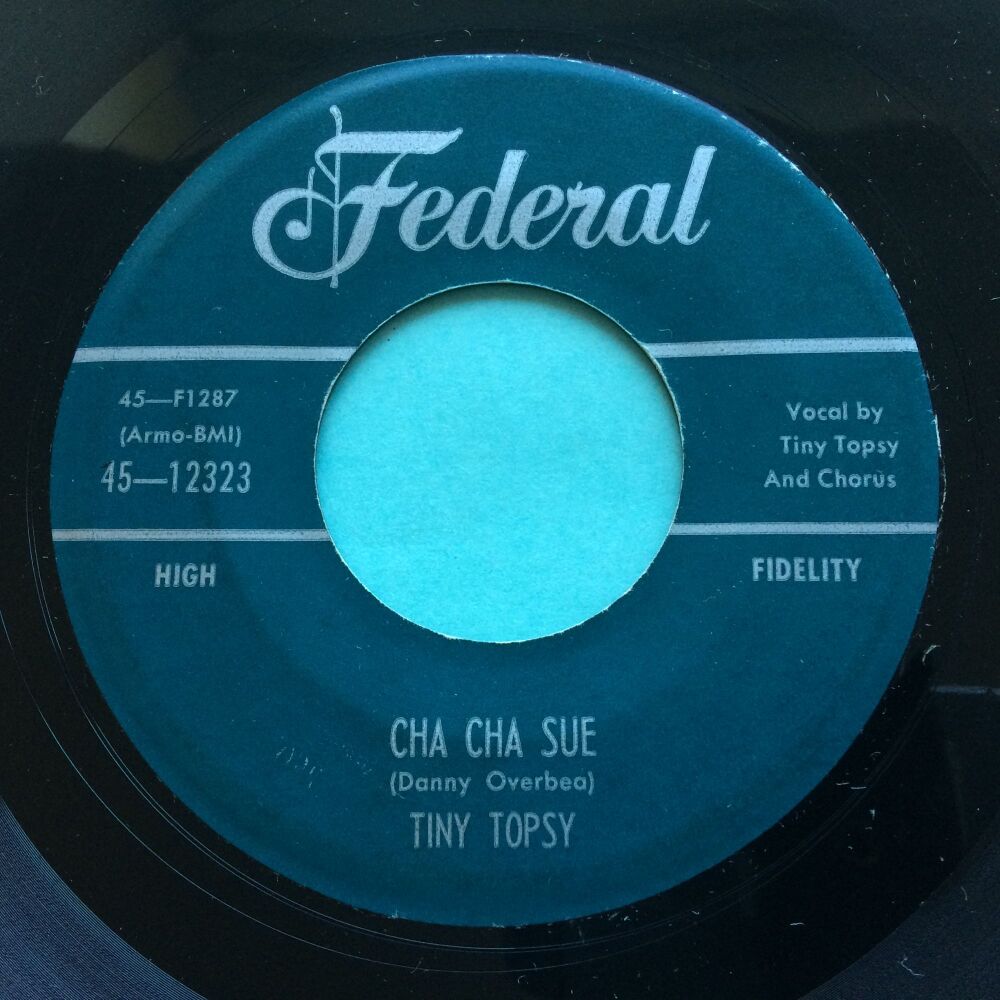 Federal
45—F1287
(Armo-BMI)
45—12323
Vocal by
Tiny Topsy
And Chorus
HIGH FIDELITY
CHA CHA SUE
(Danny Overbea)
TINY TOPSY